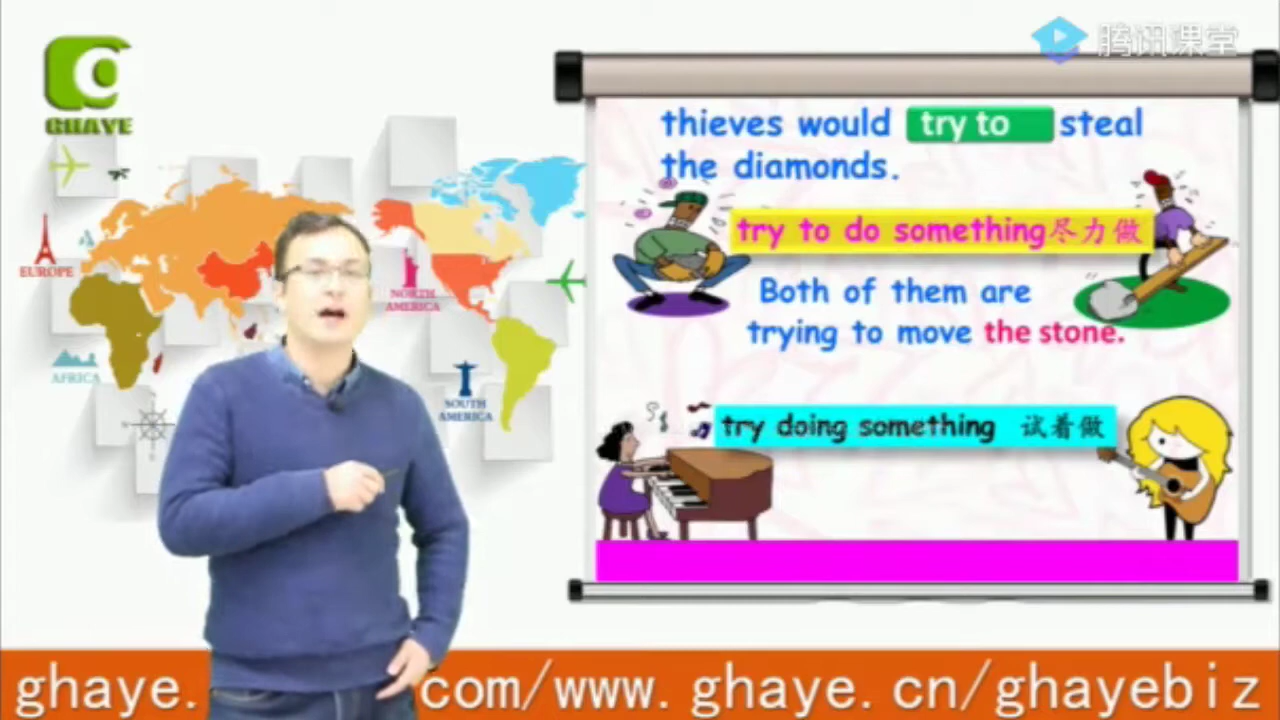 GHAYE
腾讯课堂
thieves would try to steal
the diamonds.
try to do something尽力做
Both of them are
trying to move the stone.
try doing something 试着做
EUROPE
AFRICA
NORTH
AMERICA
SOUTH
AMERICA
N
ghaye.com/www.ghaye.cn/ghayebiz